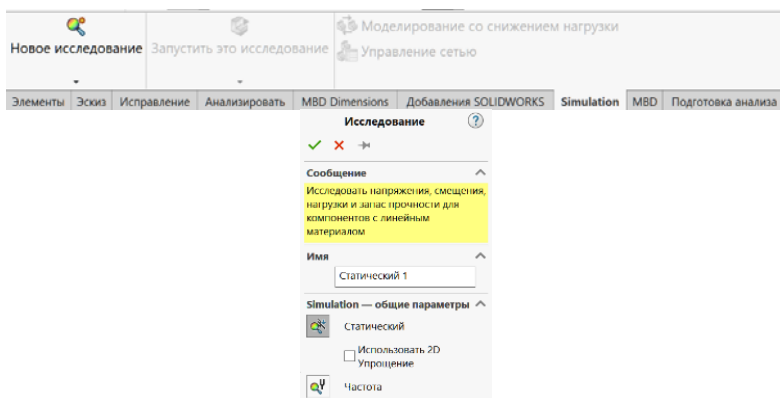 Моделирование со снижением нагрузки
Новое исследование Запустить это исследование Управление сетью
Элементы Эскиз Исправление Анализировать MBD Dimensions Добавления SOLIDWORKS Simulation MBD Подготовка анализа
Исследование
Сообщение
Исследовать напряжения, смещения,
нагрузки и запас прочности для
компонентов с линейным
материалом
Имя
Статический 1
Simulation — общие параметры
Статический
Использовать 2D
Упрощение
Частота